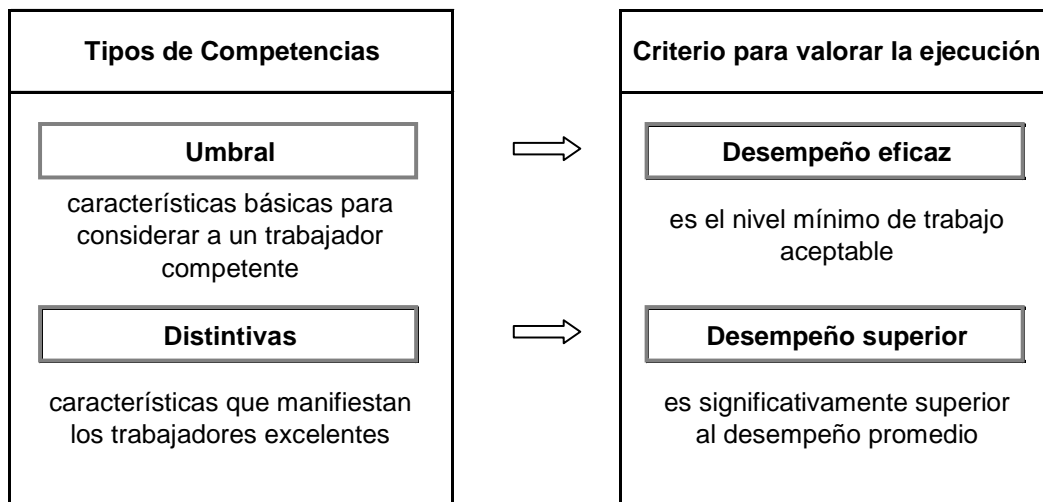 Tipos de Competencias
Umbral
características básicas para
considerar a un trabajador
competente
Distintivas
características que manifiestan
los trabajadores excelentes
Criterio para valorar la ejecución
Desempeño eficaz
es el nivel mínimo de trabajo
aceptable
Desempeño superior
es significativamente superior
al desempeño promedio